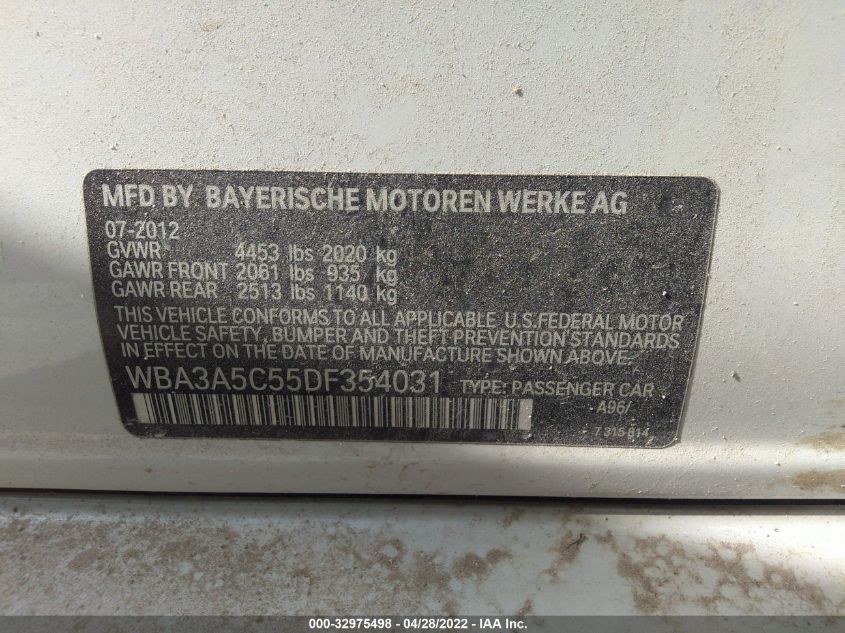 MFD BY BAYERISCHE MOTOREN WERKE AG
07-2012
GVWR 4453 lbs 2020 kg
GAWR FRONT 2061 lbs 935 kg
GAWR REAR 2513 lbs 1140 kg
THIS VEHICLE CONFORMS TO ALL APPLICABLE U.S.FEDERAL MOTOR
VEHICLE SAFETY, BUMPER AND THEFT PREVENTION STANDARDS
IN EFFECT ON THE DATE OF MANUFACTURE SHOWN ABOVE.
WBA3A5C55DF354031 TYPE: PASSENGER CAR
A96/
7 315 814
000-32975498 - 04/28/2022 - IAA Inc.